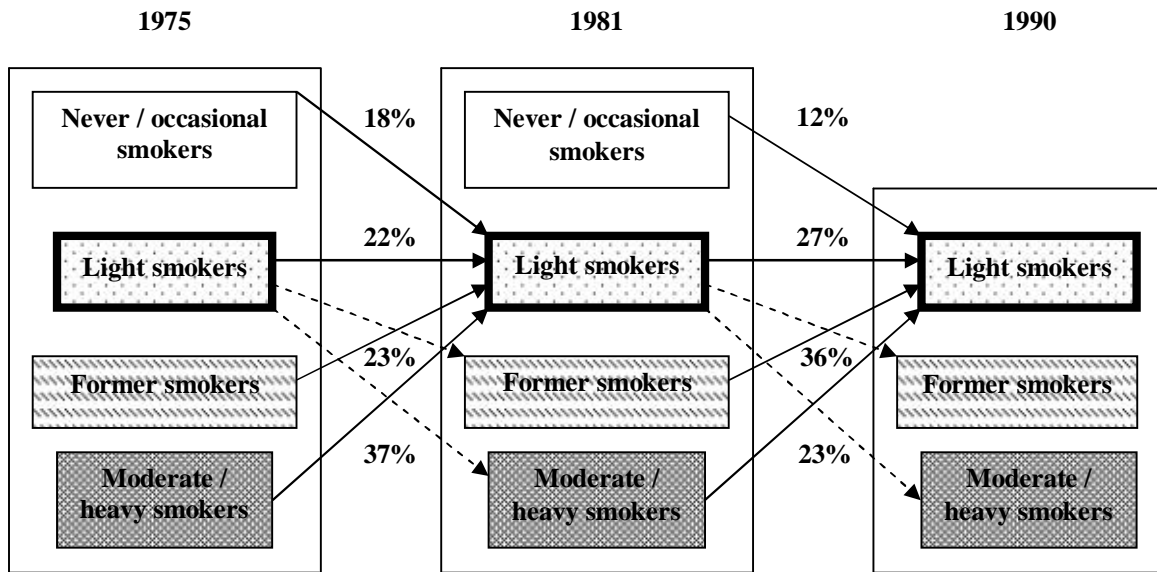 1975 1981 1990
Never / occasional
smokers
18%
Never / occasional
smokers
12%
Light smokers
22%
Light smokers
27%
Light smokers
Former smokers
23%
Former smokers
36%
Former smokers
Moderate /
heavy smokers
37%
Moderate /
heavy smokers
23%
Moderate /
heavy smokers